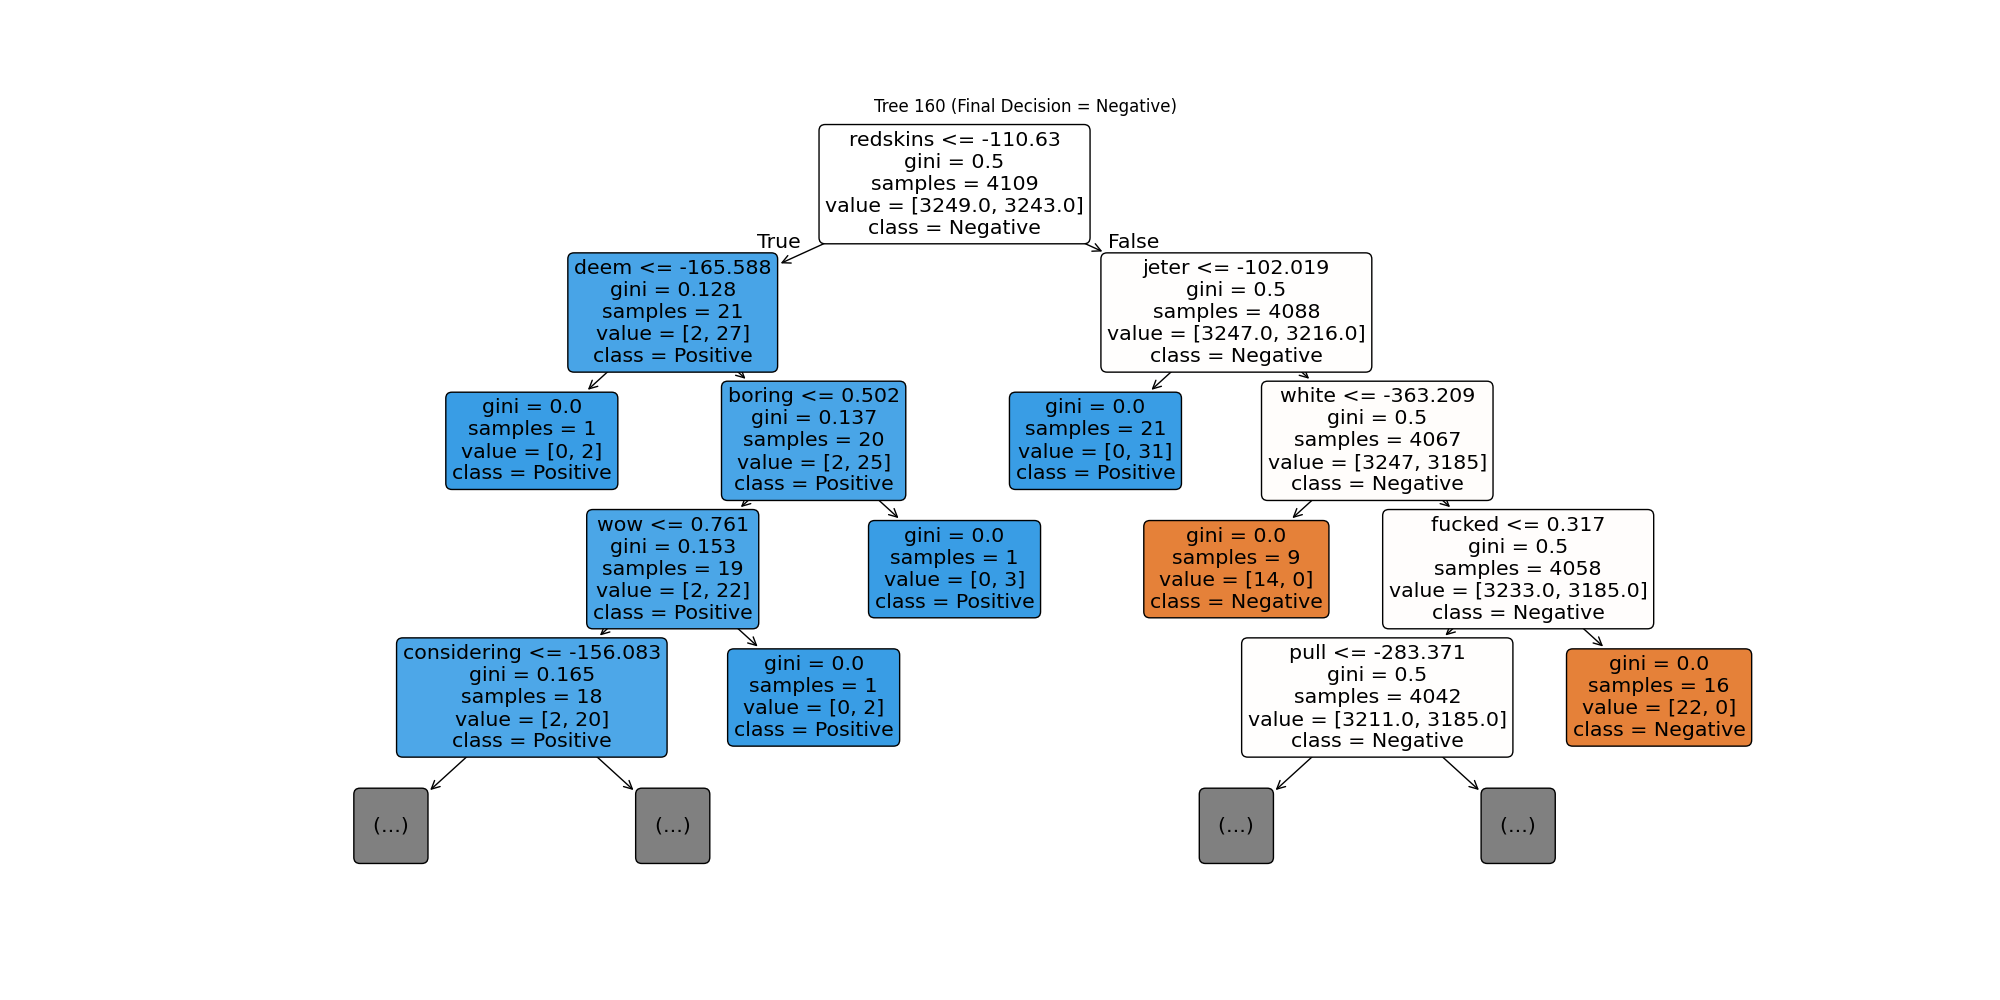 Tree 160 (Final Decision = Negative)
redskins <= -110.63
gini = 0.5
samples = 4109
value = [3249.0, 3243.0]
class = Negative
True
False
deem <= -165.588
gini = 0.128
samples = 21
value = [2, 27]
class = Positive
jeter <= -102.019
gini = 0.5
samples = 4088
value = [3247.0, 3216.0]
class = Negative
gini = 0.0
samples = 1
value = [0, 2]
class = Positive
boring <= 0.502
gini = 0.137
samples = 20
value = [2, 25]
class = Positive
gini = 0.0
samples = 21
value = [0, 31]
class = Positive
white <= -363.209
gini = 0.5
samples = 4067
value = [3247, 3185]
class = Negative
wow <= 0.761
gini = 0.153
samples = 19
value = [2, 22]
class = Positive
gini = 0.0
samples = 1
value = [0, 3]
class = Positive
gini = 0.0
samples = 9
value = [14, 0]
class = Negative
fucked <= 0.317
gini = 0.5
samples = 4058
value = [3233.0, 3185.0]
class = Negative
considering <= -156.083
gini = 0.165
samples = 18
value = [2, 20]
class = Positive
gini = 0.0
samples = 1
value = [0, 2]
class = Positive
pull <= -283.371
gini = 0.5
samples = 4042
value = [3211.0, 3185.0]
class = Negative
gini = 0.0
samples = 16
value = [22, 0]
class = Negative
(...)
(...)
(...)
(...)